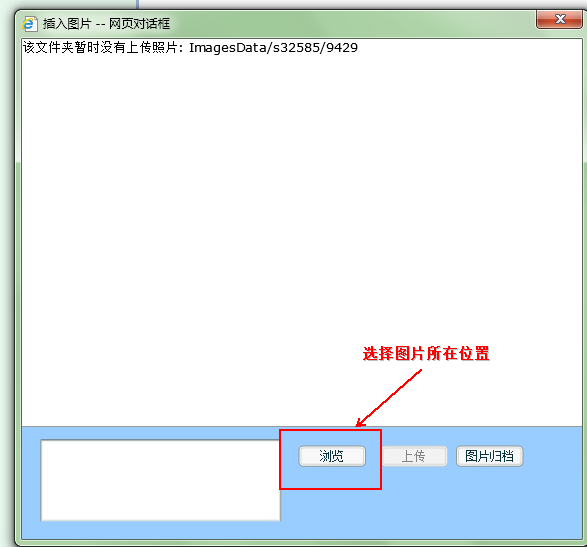 插入图片 -- 网页对话框
该文件夹暂时没有上传照片: ImagesData/s32585/9429
选择图片所在位置
浏览
上传
图片归档